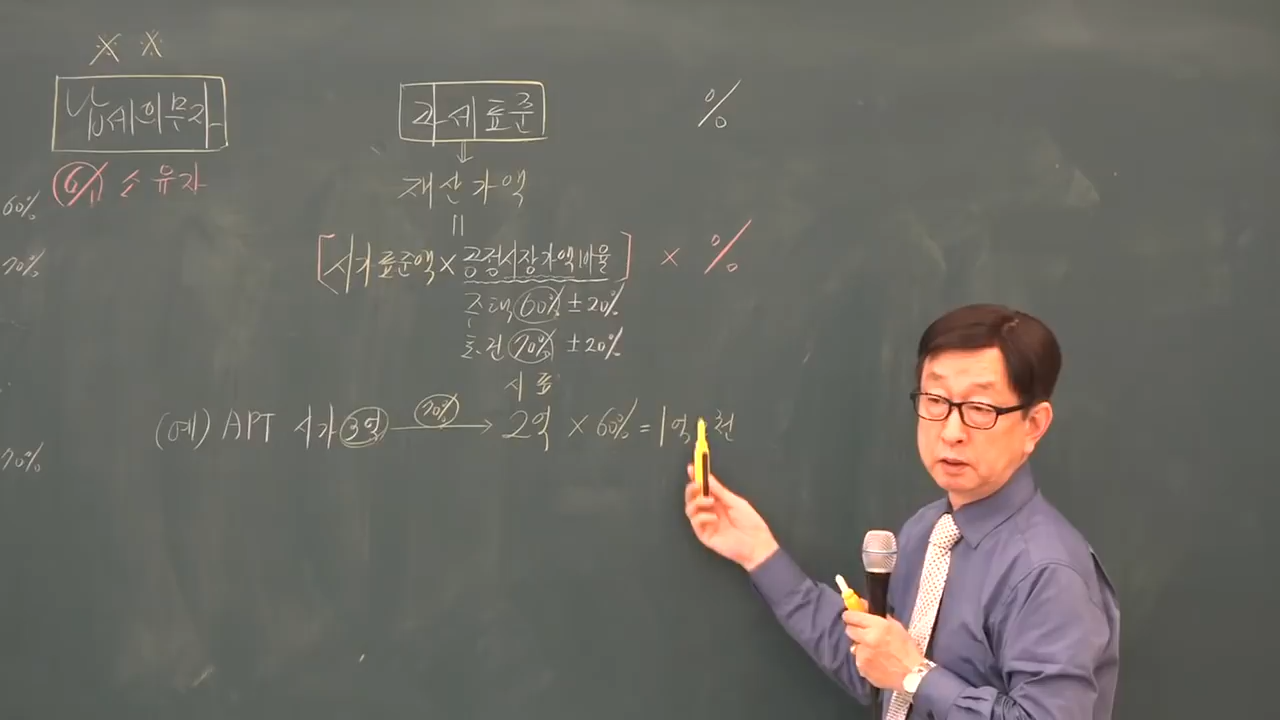 ※ ※
납세의무자
과세표준
%
6/1 소유자
재산가액
60%
=
[시가표준액 × 공정시장가액비율] × %
70%
주택 60% ± 20%
토·건 70% ± 20%
시표
(예) APT 시가 3억 70% → 2억 × 60% = 1억 천
70%